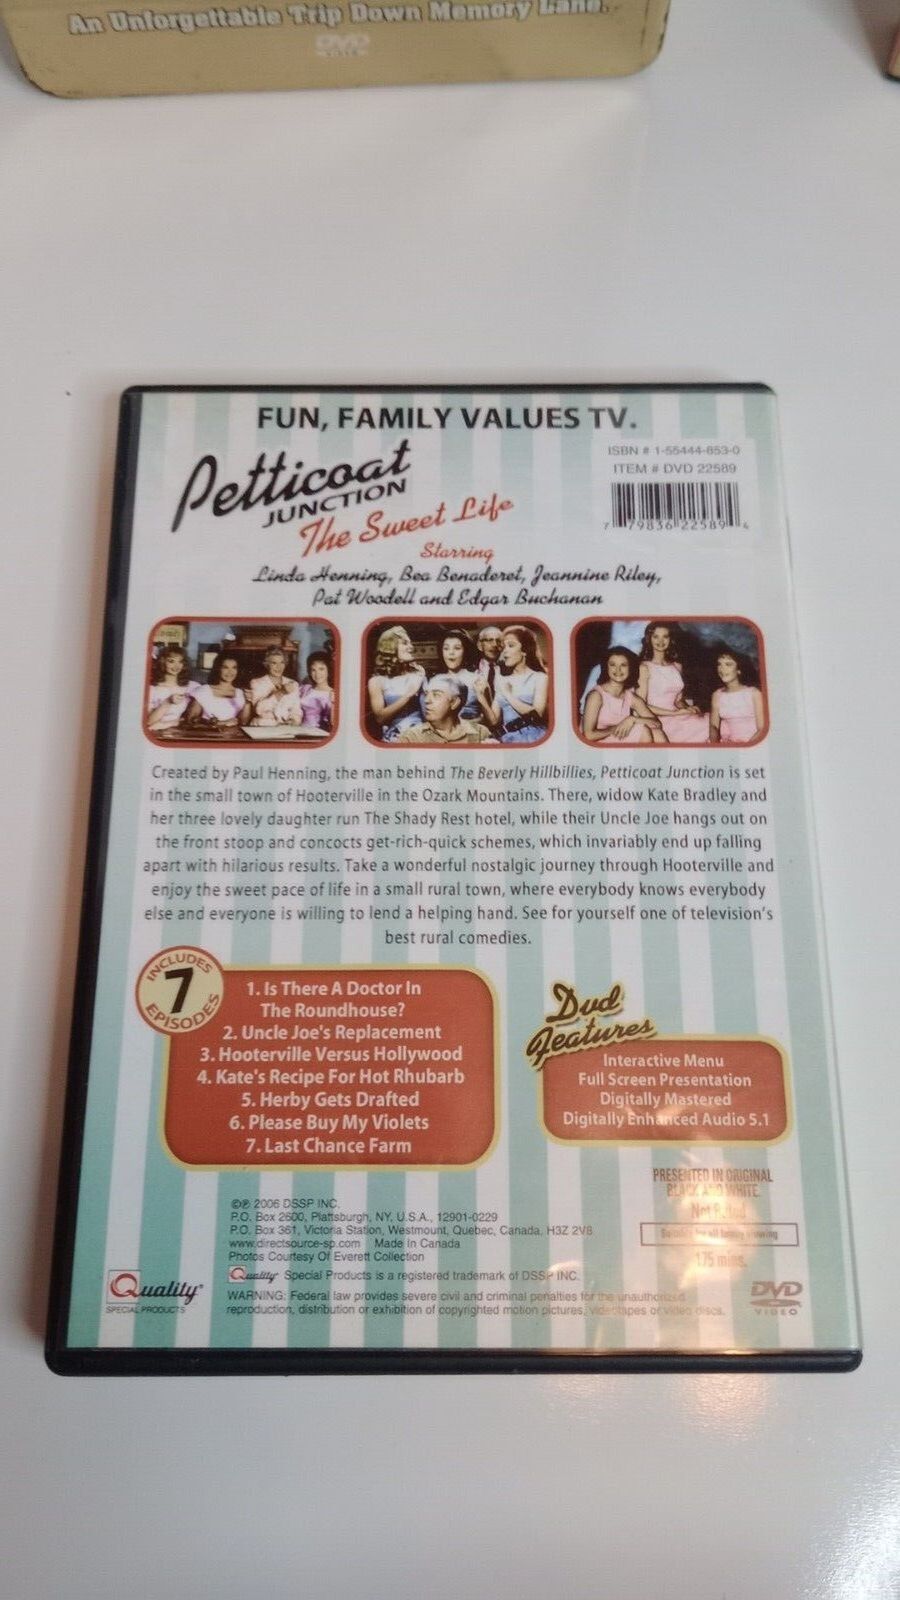 An Unforgettable Trip Down Memory Lane.
DVD
VIDEO
FUN, FAMILY VALUES TV.
Petticoat
JUNCTION
The Sweet Life
ISBN # 1-55444-853-0
ITEM # DVD 22589
7 79836 22589 4
Starring
Linda Henning, Bea Benaderet, Jeannine Riley,
Pat Woodell and Edgar Buchanan
Created by Paul Henning, the man behind The Beverly Hillbillies, Petticoat Junction is set
in the small town of Hooterville in the Ozark Mountains. There, widow Kate Bradley and
her three lovely daughter run The Shady Rest hotel, while their Uncle Joe hangs out on
the front stoop and concocts get-rich-quick schemes, which invariably end up falling
apart with hilarious results. Take a wonderful nostalgic journey through Hooterville and
enjoy the sweet pace of life in a small rural town, where everybody knows everybody
else and everyone is willing to lend a helping hand. See for yourself one of television's
best rural comedies.
INCLUDES
7
EPISODES
1. Is There A Doctor In
The Roundhouse?
2. Uncle Joe's Replacement
3. Hooterville Versus Hollywood
4. Kate's Recipe For Hot Rhubarb
5. Herby Gets Drafted
6. Please Buy My Violets
7. Last Chance Farm
Dvd
Features
Interactive Menu
Full Screen Presentation
Digitally Mastered
Digitally Enhanced Audio 5.1
PRESENTED IN ORIGINAL
BLACK AND WHITE.
Not Rated
Suitable for all family viewing
175 mins.
©℗ 2006 DSSP INC.
P.O. Box 2600, Plattsburgh, NY, U.S.A., 12901-0229
P.O. Box 361, Victoria Station, Westmount, Quebec, Canada, H3Z 2V8
www.directsource-sp.com Made In Canada
Photos Courtesy Of Everett Collection
Quality Special Products is a registered trademark of DSSP INC.
WARNING: Federal law provides severe civil and criminal penalties for the unauthorized
reproduction, distribution or exhibition of copyrighted motion pictures, videotapes or video discs.
Quality®
SPECIAL PRODUCTS
DVD
VIDEO